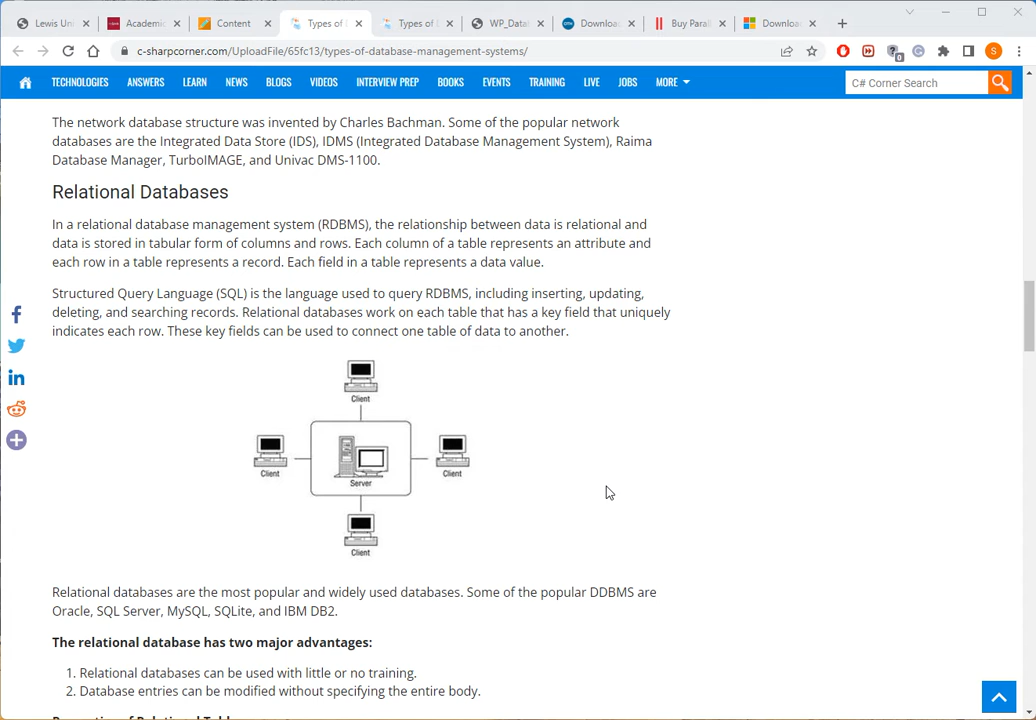 Lewis Uni
Academic
Content
Types of
Types of
WP_Data
Downloa
Buy Paral
Downloa
c-sharpcorner.com/UploadFile/65fc13/types-of-database-management-systems/
0
S
TECHNOLOGIES ANSWERS LEARN NEWS BLOGS VIDEOS INTERVIEW PREP BOOKS EVENTS TRAINING LIVE JOBS MORE
C# Corner Search
The network database structure was invented by Charles Bachman. Some of the popular network
databases are the Integrated Data Store (IDS), IDMS (Integrated Database Management System), Raima
Database Manager, TurboIMAGE, and Univac DMS-1100.
Relational Databases
In a relational database management system (RDBMS), the relationship between data is relational and
data is stored in tabular form of columns and rows. Each column of a table represents an attribute and
each row in a table represents a record. Each field in a table represents a data value.
Structured Query Language (SQL) is the language used to query RDBMS, including inserting, updating,
deleting, and searching records. Relational databases work on each table that has a key field that uniquely
indicates each row. These key fields can be used to connect one table of data to another.
Client
Client
Server
Client
Client
Relational databases are the most popular and widely used databases. Some of the popular DDBMS are
Oracle, SQL Server, MySQL, SQLite, and IBM DB2.
The relational database has two major advantages:
1. Relational databases can be used with little or no training.
2. Database entries can be modified without specifying the entire body.